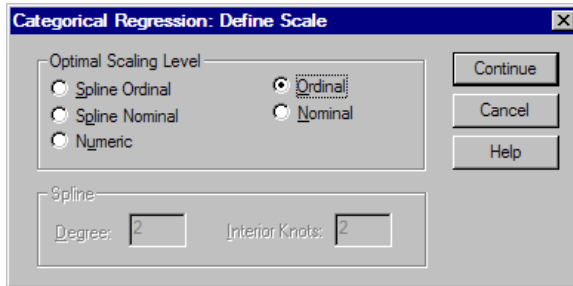 Categorical Regression: Define Scale
Optimal Scaling Level
Spline Ordinal
Ordinal
Spline Nominal
Nominal
Numeric
Continue
Cancel
Help
Spline
Degree: 2
Interior Knots: 2